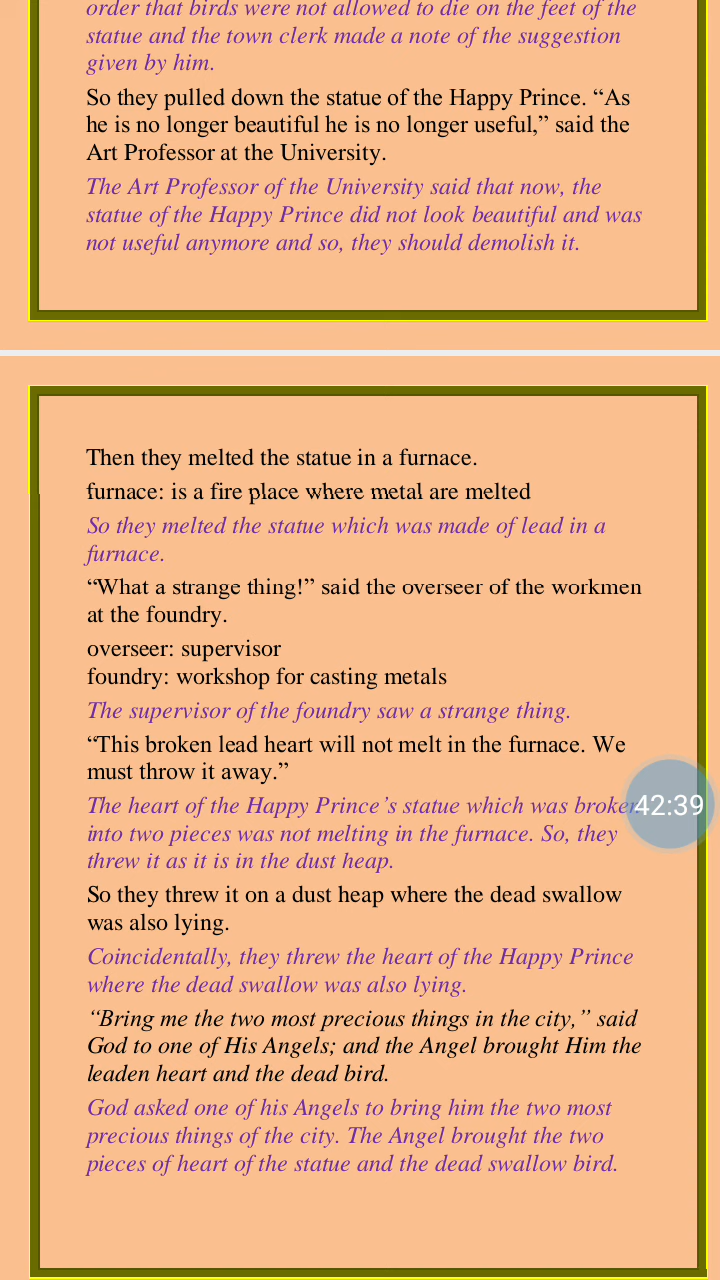 order that birds were not allowed to die on the feet of the
statue and the town clerk made a note of the suggestion
given by him.
So they pulled down the statue of the Happy Prince. “As
he is no longer beautiful he is no longer useful,” said the
Art Professor at the University.
The Art Professor of the University said that now, the
statue of the Happy Prince did not look beautiful and was
not useful anymore and so, they should demolish it.
Then they melted the statue in a furnace.
furnace: is a fire place where metal are melted
So they melted the statue which was made of lead in a
furnace.
“What a strange thing!” said the overseer of the workmen
at the foundry.
overseer: supervisor
foundry: workshop for casting metals
The supervisor of the foundry saw a strange thing.
“This broken lead heart will not melt in the furnace. We
must throw it away.”
The heart of the Happy Prince’s statue which was broken
42:39
into two pieces was not melting in the furnace. So, they
threw it as it is in the dust heap.
So they threw it on a dust heap where the dead swallow
was also lying.
Coincidentally, they threw the heart of the Happy Prince
where the dead swallow was also lying.
“Bring me the two most precious things in the city,” said
God to one of His Angels; and the Angel brought Him the
leaden heart and the dead bird.
God asked one of his Angels to bring him the two most
precious things of the city. The Angel brought the two
pieces of heart of the statue and the dead swallow bird.